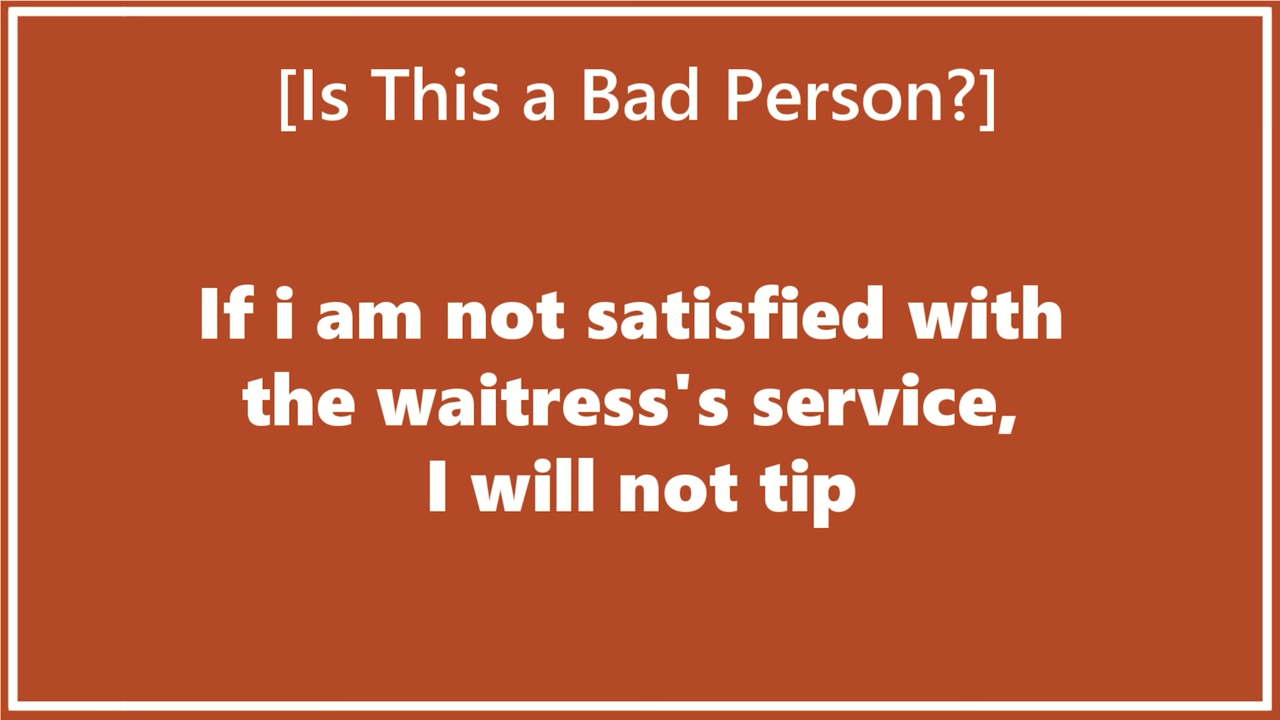 [Is This a Bad Person?]
If i am not satisfied with
the waitress's service,
I will not tip